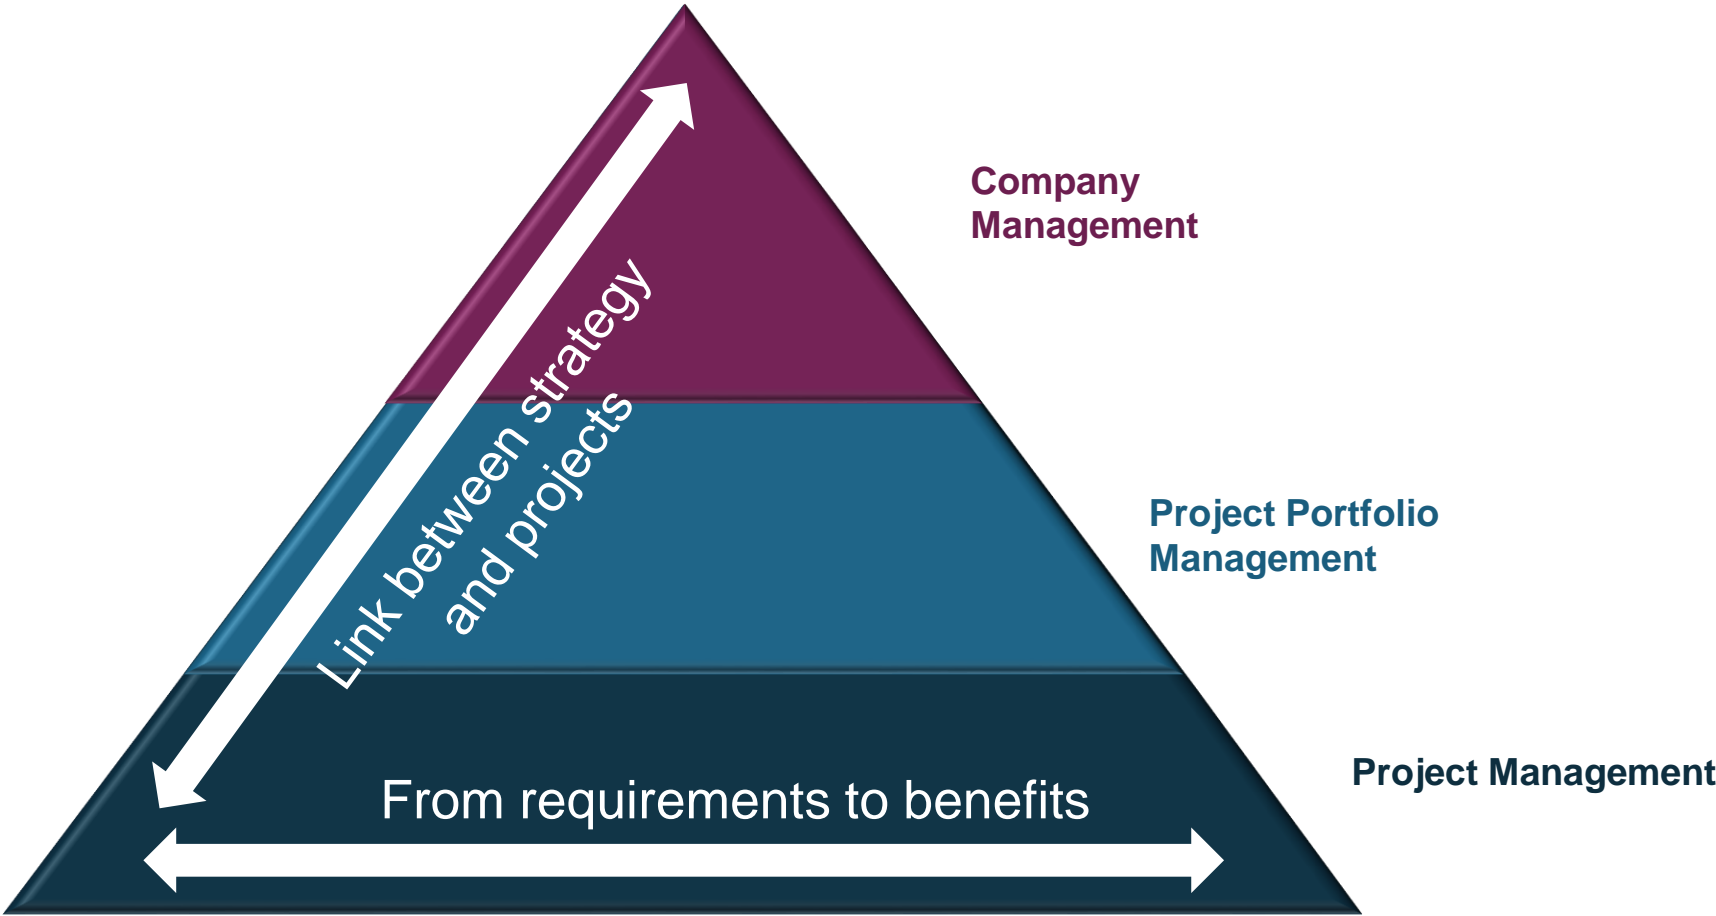 Company
Management
Link between strategy
and projects
Project Portfolio
Management
Project Management
From requirements to benefits